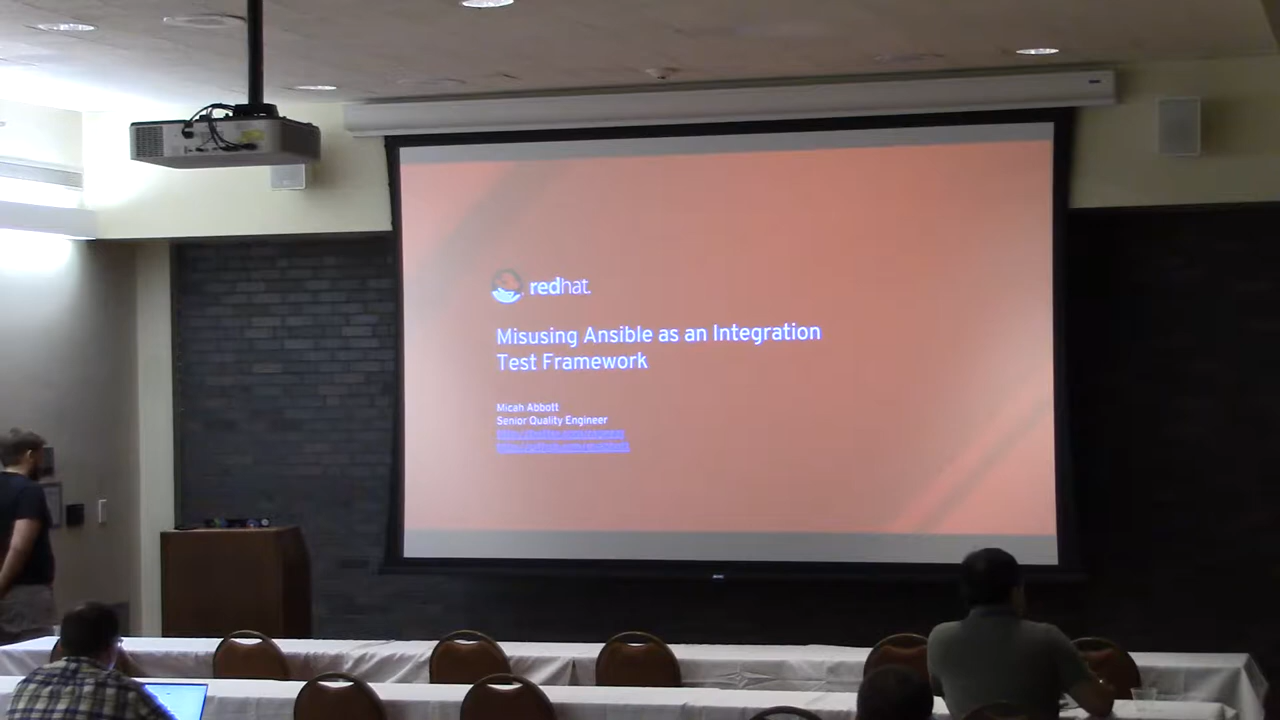 redhat.
Misusing Ansible as an Integration
Test Framework
Micah Abbott
Senior Quality Engineer